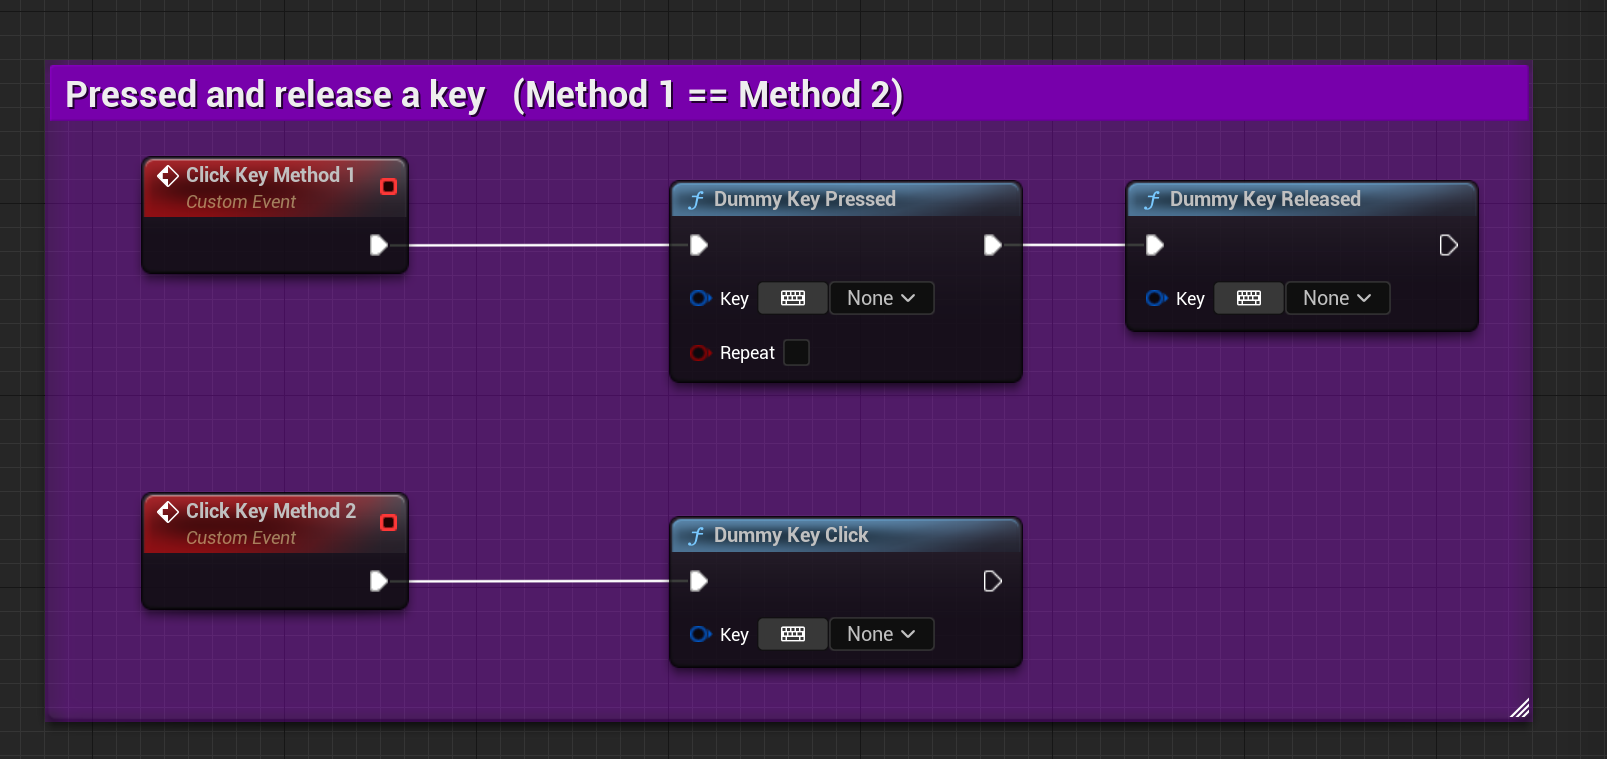 Pressed and release a key (Method 1 == Method 2)
Click Key Method 1
Custom Event
Dummy Key Pressed
Key None
Repeat
Dummy Key Released
Key None
Click Key Method 2
Custom Event
Dummy Key Click
Key None